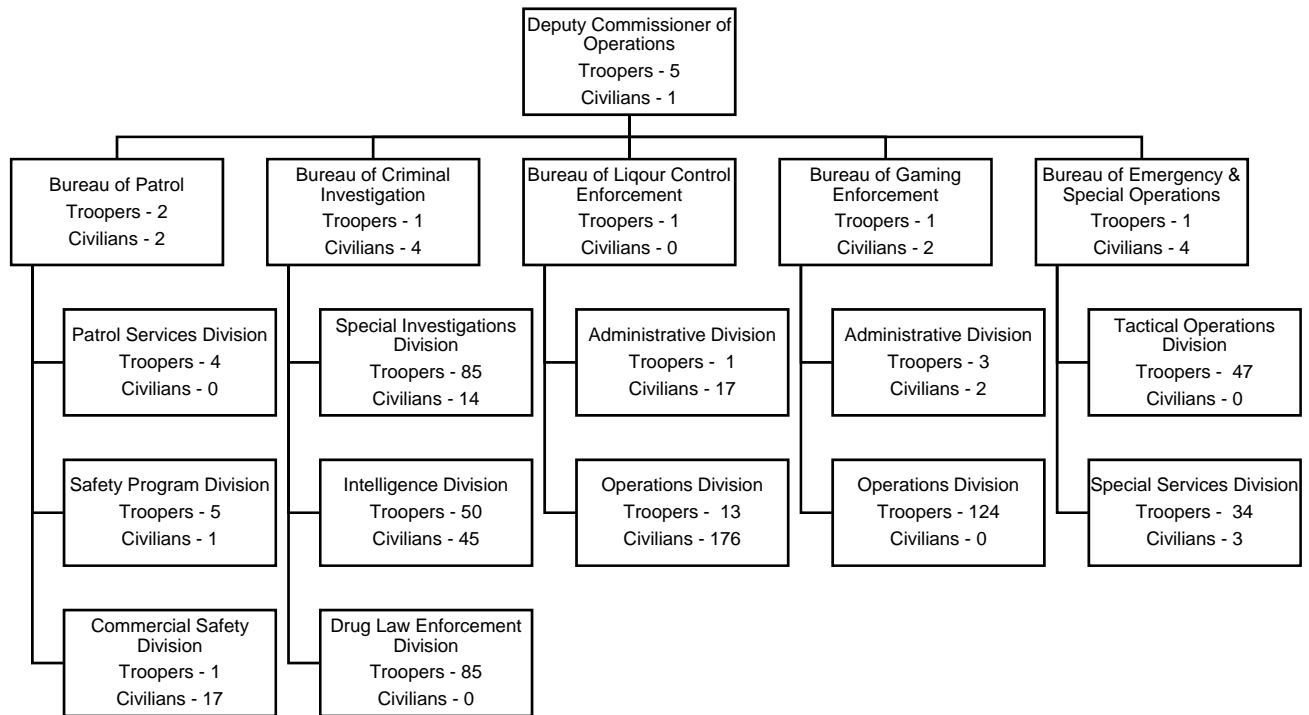 Deputy Commissioner of
Operations
Troopers - 5
Civilians - 1
Bureau of Patrol
Troopers - 2
Civilians - 2
Bureau of Criminal
Investigation
Troopers - 1
Civilians - 4
Bureau of Liqour Control
Enforcement
Troopers - 1
Civilians - 0
Bureau of Gaming
Enforcement
Troopers - 1
Civilians - 2
Bureau of Emergency &
Special Operations
Troopers - 1
Civilians - 4
Patrol Services Division
Troopers - 4
Civilians - 0
Special Investigations
Division
Troopers - 85
Civilians - 14
Administrative Division
Troopers - 1
Civilians - 17
Administrative Division
Troopers - 3
Civilians - 2
Tactical Operations
Division
Troopers - 47
Civilians - 0
Safety Program Division
Troopers - 5
Civilians - 1
Intelligence Division
Troopers - 50
Civilians - 45
Operations Division
Troopers - 13
Civilians - 176
Operations Division
Troopers - 124
Civilians - 0
Special Services Division
Troopers - 34
Civilians - 3
Commercial Safety
Division
Troopers - 1
Civilians - 17
Drug Law Enforcement
Division
Troopers - 85
Civilians - 0